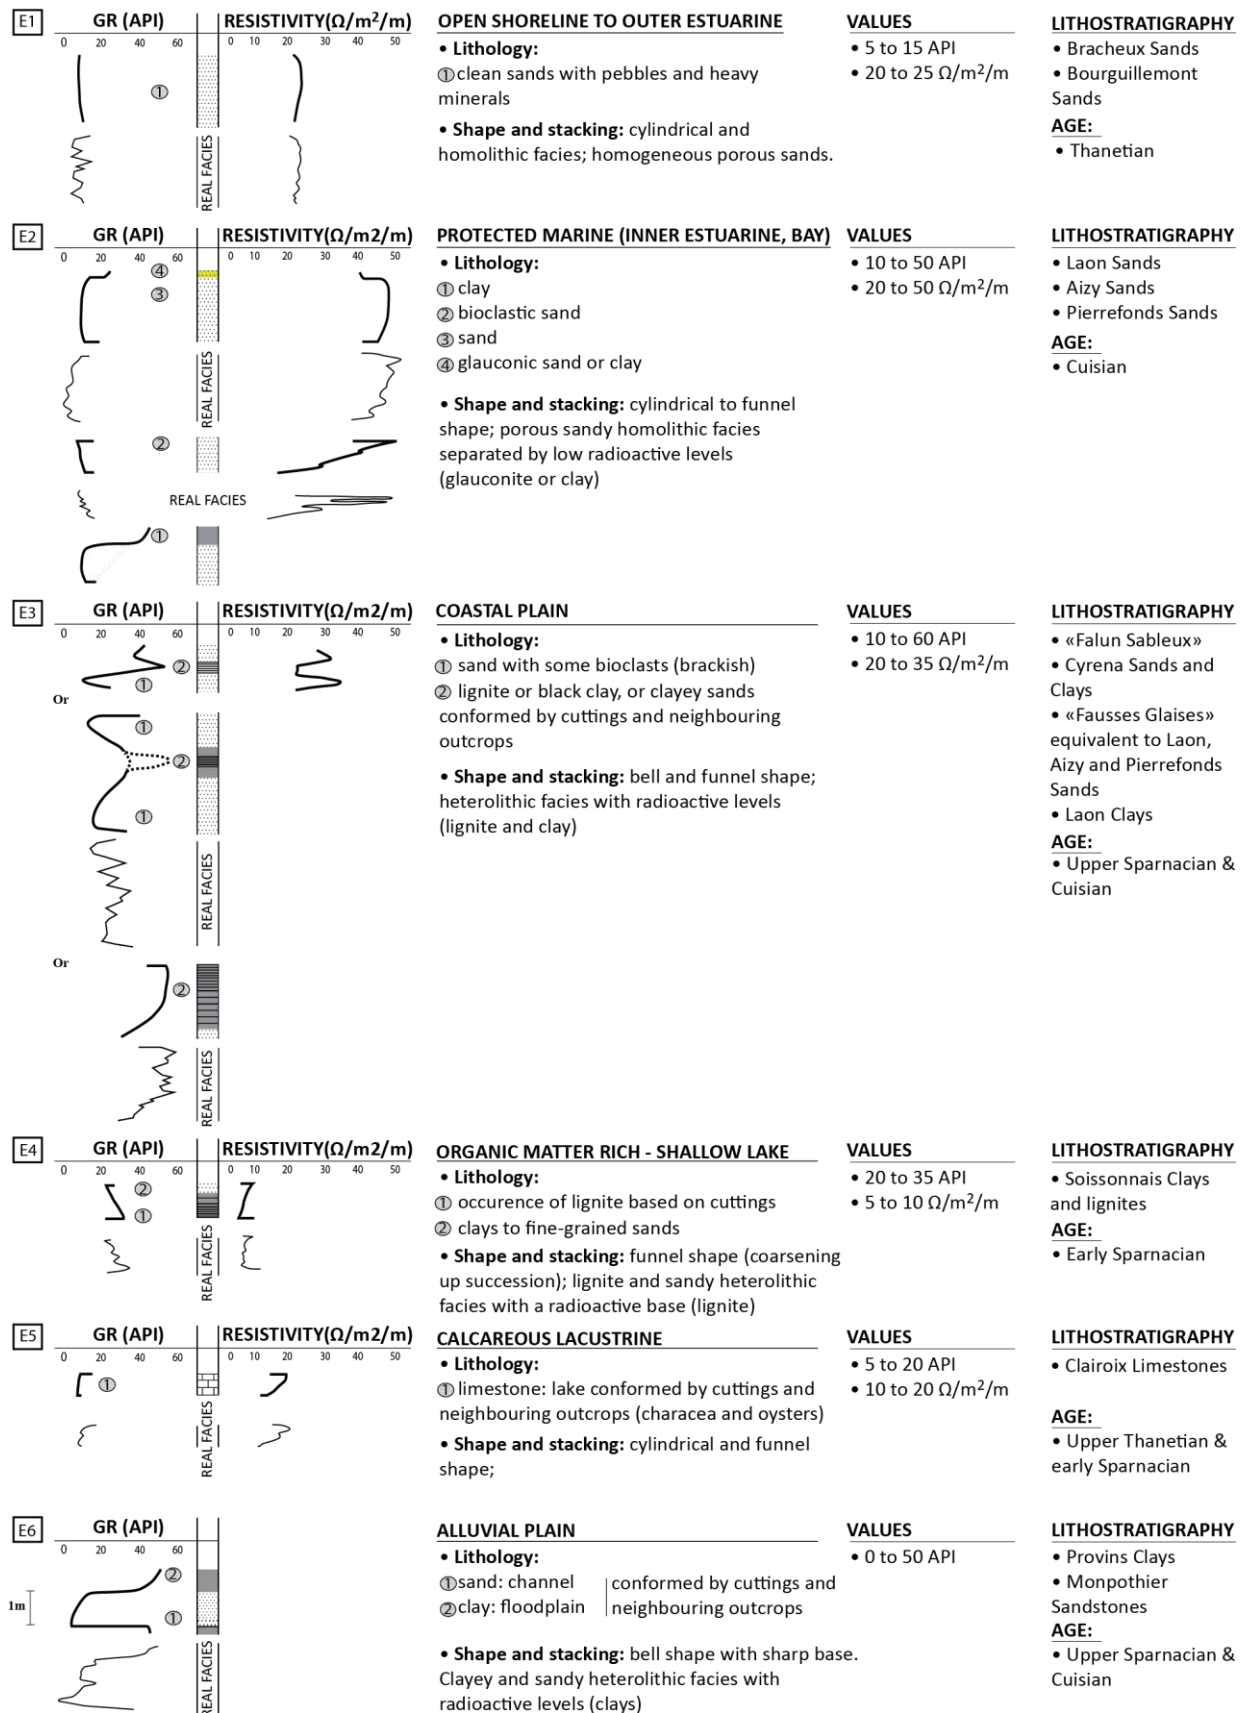 E1
GR (API)
RESISTIVITY(Ω/m²/m)
0 20 40 60
0 10 20 30 40 50
①
REAL FACIES
OPEN SHORELINE TO OUTER ESTUARINE
• Lithology:
① clean sands with pebbles and heavy
minerals
• Shape and stacking: cylindrical and
homolithic facies; homogeneous porous sands.
VALUES
• 5 to 15 API
• 20 to 25 Ω/m²/m
LITHOSTRATIGRAPHY
• Bracheux Sands
• Bourguillemont
Sands
AGE:
• Thanetian
E2
GR (API)
RESISTIVITY(Ω/m2/m)
0 20 40 60
0 10 20 30 40 50
④
③
REAL FACIES
②
REAL FACIES
①
PROTECTED MARINE (INNER ESTUARINE, BAY)
• Lithology:
① clay
② bioclastic sand
③ sand
④ glauconic sand or clay
• Shape and stacking: cylindrical to funnel
shape; porous sandy homolithic facies
separated by low radioactive levels
(glauconite or clay)
VALUES
• 10 to 50 API
• 20 to 50 Ω/m²/m
LITHOSTRATIGRAPHY
• Laon Sands
• Aizy Sands
• Pierrefonds Sands
AGE:
• Cuisian
E3
GR (API)
RESISTIVITY(Ω/m2/m)
0 20 40 60
0 10 20 30 40 50
②
①
Or
①
②
①
REAL FACIES
Or
②
REAL FACIES
COASTAL PLAIN
• Lithology:
① sand with some bioclasts (brackish)
② lignite or black clay, or clayey sands
conformed by cuttings and neighbouring
outcrops
• Shape and stacking: bell and funnel shape;
heterolithic facies with radioactive levels
(lignite and clay)
VALUES
• 10 to 60 API
• 20 to 35 Ω/m²/m
LITHOSTRATIGRAPHY
• «Falun Sableux»
• Cyrena Sands and
Clays
• «Fausses Glaises»
equivalent to Laon,
Aizy and Pierrefonds
Sands
• Laon Clays
AGE:
• Upper Sparnacian &
Cuisian
E4
GR (API)
RESISTIVITY(Ω/m2/m)
0 20 40 60
0 10 20 30 40 50
②
①
REAL FACIES
ORGANIC MATTER RICH - SHALLOW LAKE
• Lithology:
① occurence of lignite based on cuttings
② clays to fine-grained sands
• Shape and stacking: funnel shape (coarsening
up succession); lignite and sandy heterolithic
facies with a radioactive base (lignite)
VALUES
• 20 to 35 API
• 5 to 10 Ω/m²/m
LITHOSTRATIGRAPHY
• Soissonnais Clays
and lignites
AGE:
• Early Sparnacian
E5
GR (API)
RESISTIVITY(Ω/m2/m)
0 20 40 60
0 10 20 30 40 50
①
REAL FACIES
CALCAREOUS LACUSTRINE
• Lithology:
① limestone: lake conformed by cuttings and
neighbouring outcrops (characea and oysters)
• Shape and stacking: cylindrical and funnel
shape;
VALUES
• 5 to 20 API
• 10 to 20 Ω/m²/m
LITHOSTRATIGRAPHY
• Clairoix Limestones
AGE:
• Upper Thanetian &
early Sparnacian
E6
GR (API)
0 20 40 60
②
1m
①
REAL FACIES
ALLUVIAL PLAIN
• Lithology:
① sand: channel
② clay: floodplain
conformed by cuttings and
neighbouring outcrops
• Shape and stacking: bell shape with sharp base.
Clayey and sandy heterolithic facies with
radioactive levels (clays)
VALUES
• 0 to 50 API
LITHOSTRATIGRAPHY
• Provins Clays
• Monpothier
Sandstones
AGE:
• Upper Sparnacian &
Cuisian